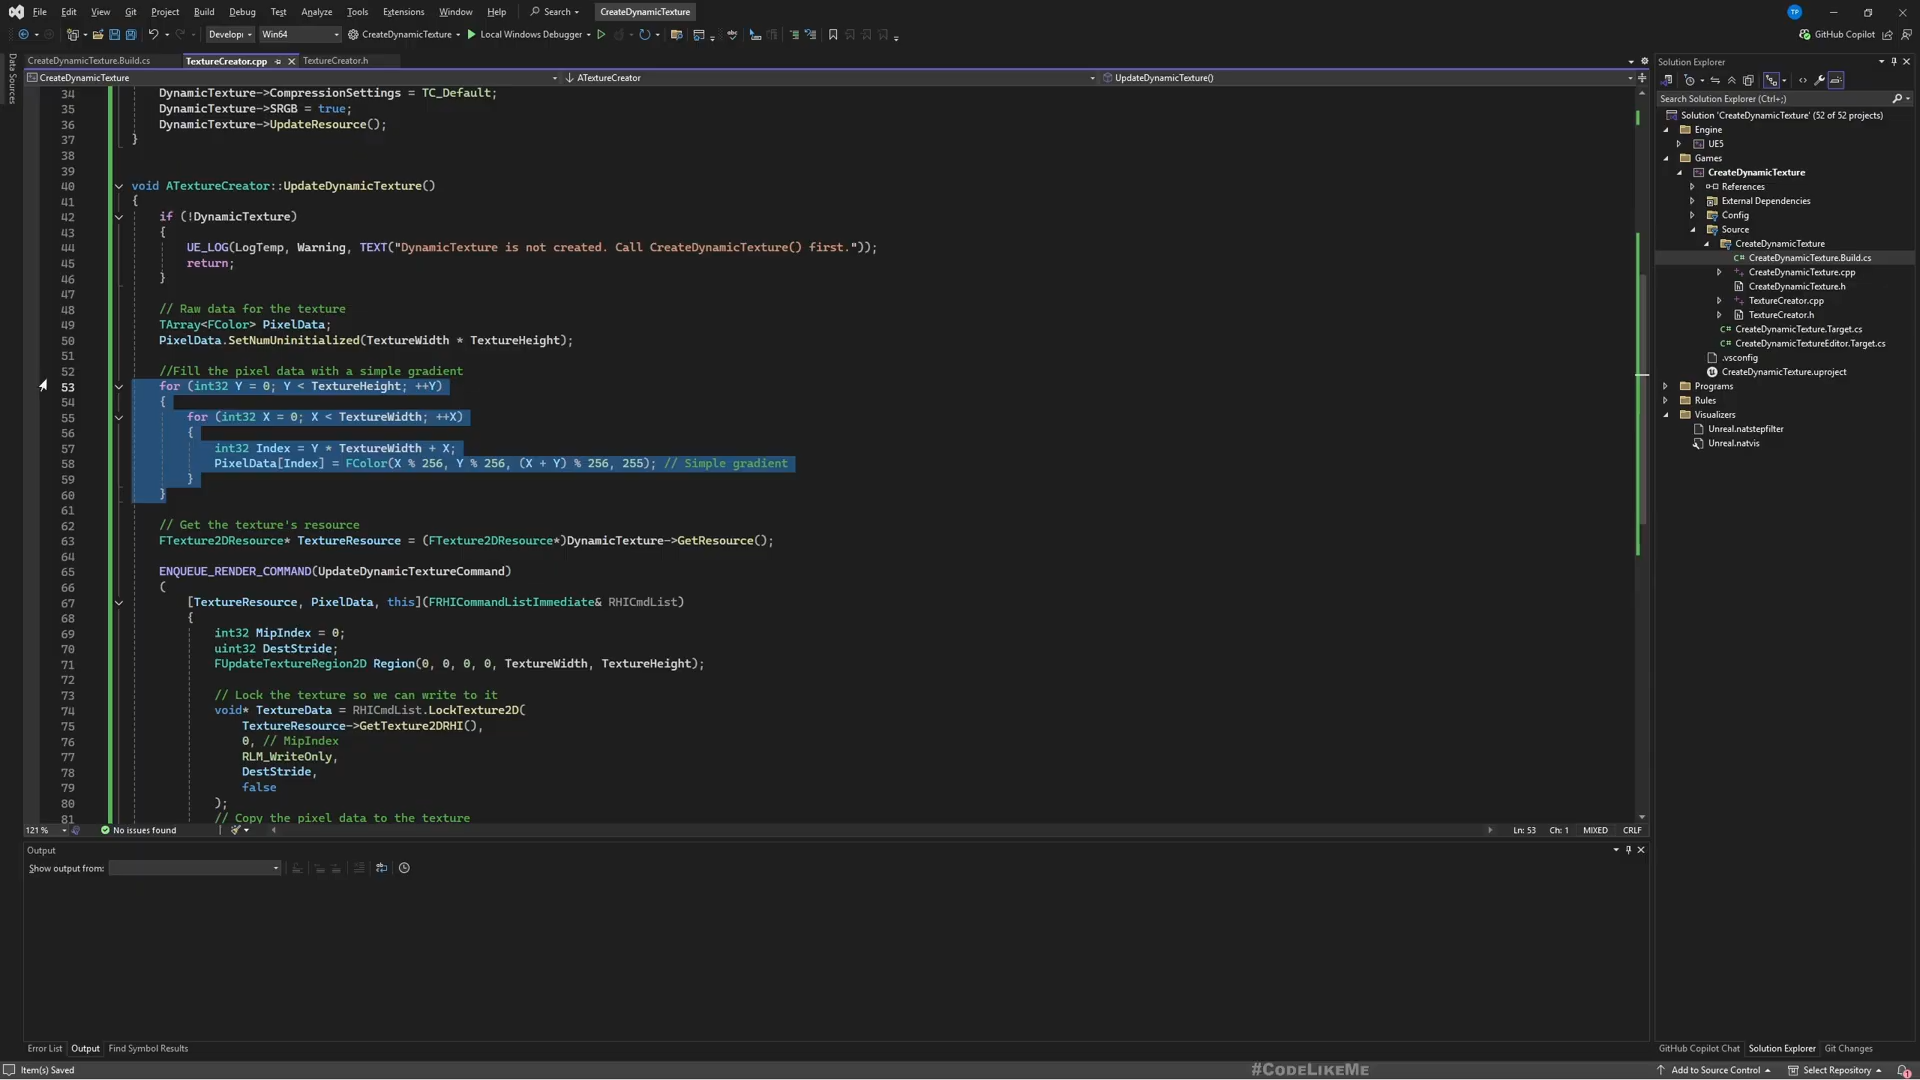 File Edit View Git Project Build Debug Test Analyze Tools Extensions Window Help Search CreateDynamicTexture TP
Develop Win64 CreateDynamicTexture Local Windows Debugger GitHub Copilot
Data Sources
CreateDynamicTexture.Build.cs TextureCreator.cpp TextureCreator.h
CreateDynamicTexture ATextureCreator UpdateDynamicTexture()
34 DynamicTexture->CompressionSettings = TC_Default;
35 DynamicTexture->SRGB = true;
36 DynamicTexture->UpdateResource();
37 }
38
39
40 void ATextureCreator::UpdateDynamicTexture()
41 {
42 if (!DynamicTexture)
43 {
44 UE_LOG(LogTemp, Warning, TEXT("DynamicTexture is not created. Call CreateDynamicTexture() first."));
45 return;
46 }
47
48 // Raw data for the texture
49 TArray<FColor> PixelData;
50 PixelData.SetNumUninitialized(TextureWidth * TextureHeight);
51
52 //Fill the pixel data with a simple gradient
53 for (int32 Y = 0; Y < TextureHeight; ++Y)
54 {
55 for (int32 X = 0; X < TextureWidth; ++X)
56 {
57 int32 Index = Y * TextureWidth + X;
58 PixelData[Index] = FColor(X % 256, Y % 256, (X + Y) % 256, 255); // Simple gradient
59 }
60 }
61
62 // Get the texture's resource
63 FTexture2DResource* TextureResource = (FTexture2DResource*)DynamicTexture->GetResource();
64
65 ENQUEUE_RENDER_COMMAND(UpdateDynamicTextureCommand)
66 (
67 [TextureResource, PixelData, this](FRHICommandListImmediate& RHICmdList)
68 {
69 int32 MipIndex = 0;
70 uint32 DestStride;
71 FUpdateTextureRegion2D Region(0, 0, 0, 0, TextureWidth, TextureHeight);
72
73 // Lock the texture so we can write to it
74 void* TextureData = RHICmdList.LockTexture2D(
75 TextureResource->GetTexture2DRHI(),
76 0, // MipIndex
77 RLM_WriteOnly,
78 DestStride,
79 false
80 );
81 // Copy the pixel data to the texture
121 % No issues found Ln: 53 Ch: 1 MIXED CRLF
Output
Show output from:
Error List Output Find Symbol Results
Item(s) Saved
#CodeLikeMe
Solution Explorer
Search Solution Explorer (Ctrl+;)
Solution 'CreateDynamicTexture' (52 of 52 projects)
Engine
UE5
Games
CreateDynamicTexture
References
External Dependencies
Config
Source
CreateDynamicTexture
CreateDynamicTexture.Build.cs
CreateDynamicTexture.cpp
CreateDynamicTexture.h
TextureCreator.cpp
TextureCreator.h
CreateDynamicTexture.Target.cs
CreateDynamicTextureEditor.Target.cs
.vsconfig
CreateDynamicTexture.uproject
Programs
Rules
Visualizers
Unreal.natstepfilter
Unreal.natvis
GitHub Copilot Chat Solution Explorer Git Changes
Add to Source Control Select Repository 1